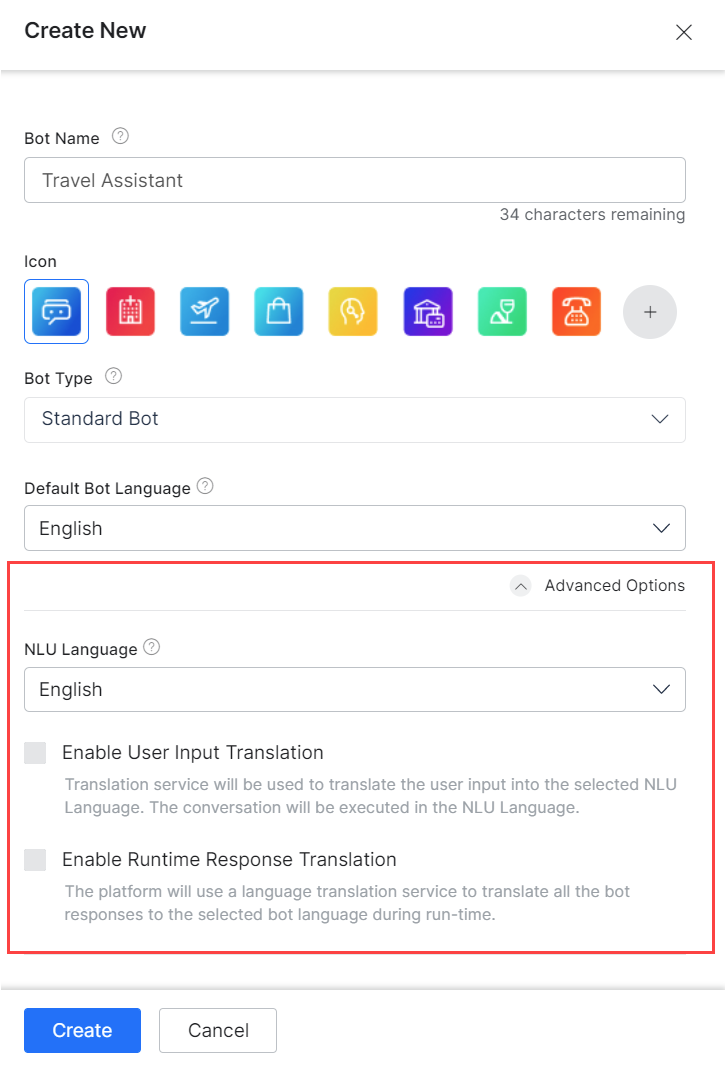 Create New
Bot Name
Travel Assistant
34 characters remaining
Icon
Bot Type
Standard Bot
Default Bot Language
English
Advanced Options
NLU Language
English
Enable User Input Translation
Translation service will be used to translate the user input into the selected NLU
Language. The conversation will be executed in the NLU Language.
Enable Runtime Response Translation
The platform will use a language translation service to translate all the bot
responses to the selected bot language during run-time.
Create Cancel